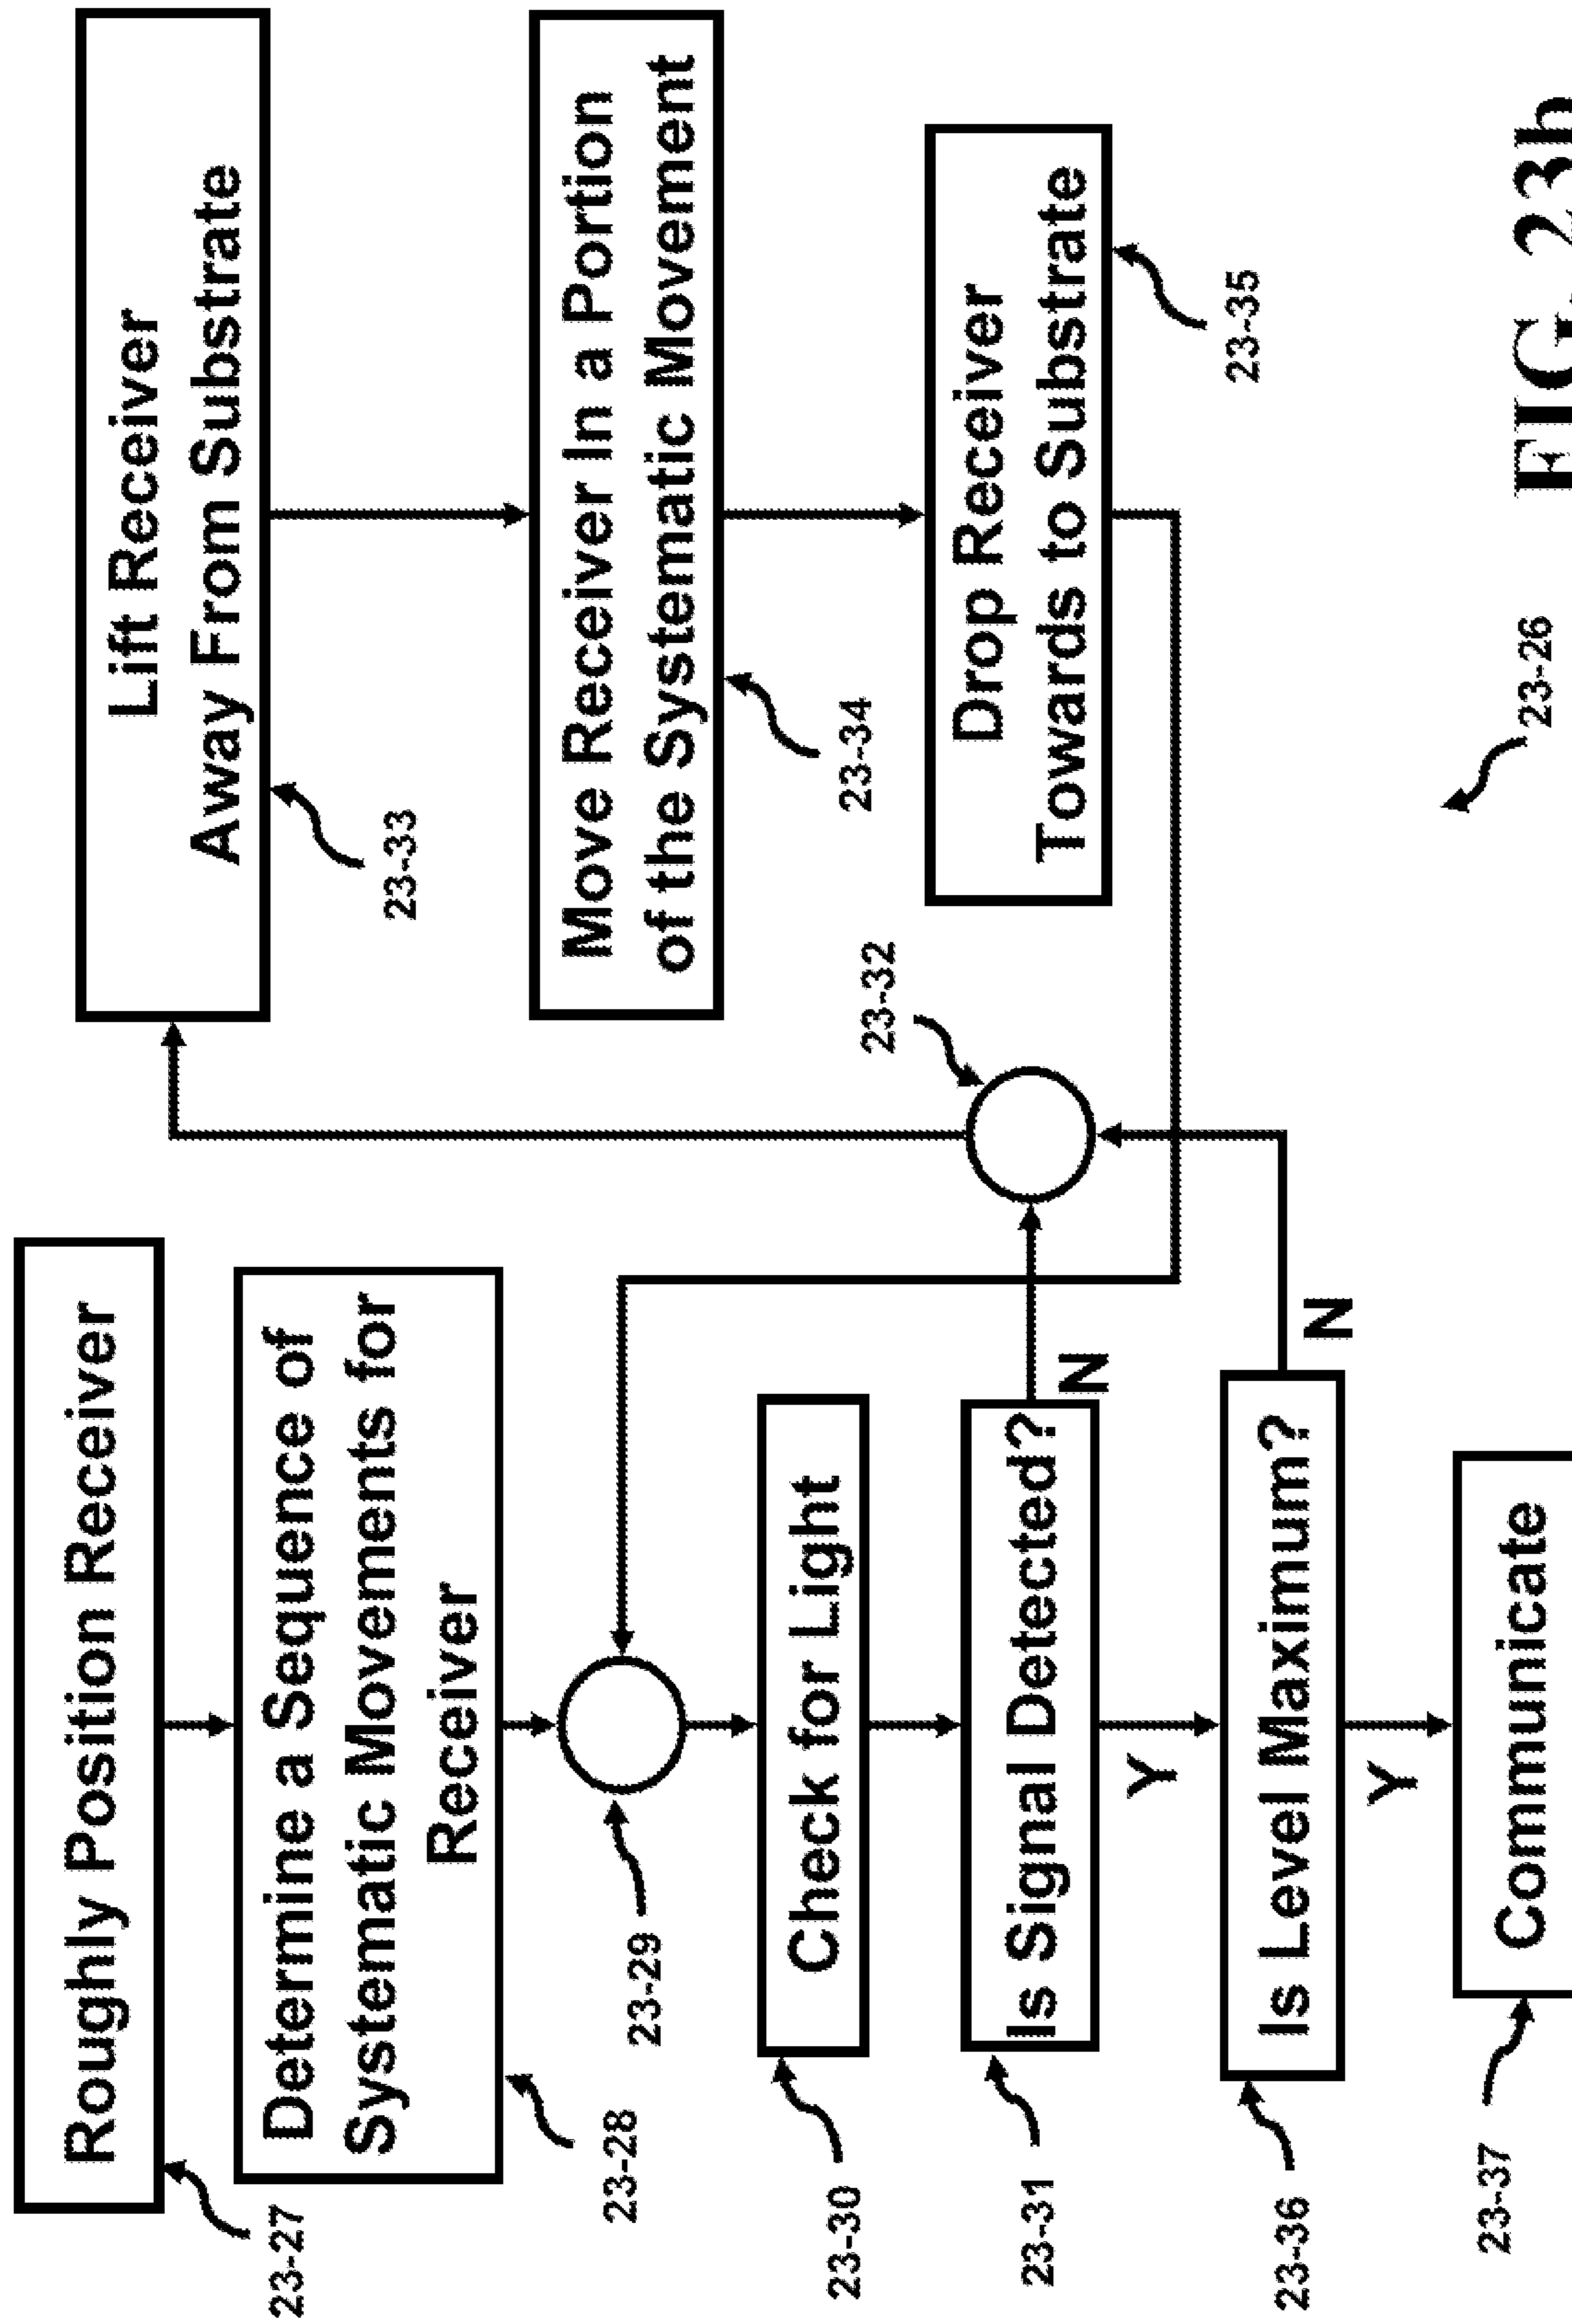 Roughly Position Receiver
23-27
Determine a Sequence of
Systematic Movements for
Receiver
23-28
23-29
Check for Light
23-30
Is Signal Detected?
23-31
N
Y
Is Level Maximum?
23-36
N
Y
Communicate
23-37
Lift Receiver
Away From Substrate
23-33
Move Receiver In a Portion
of the Systematic Movement
23-34
Drop Receiver
Towards to Substrate
23-35
23-32
23-26
FIG. 23h